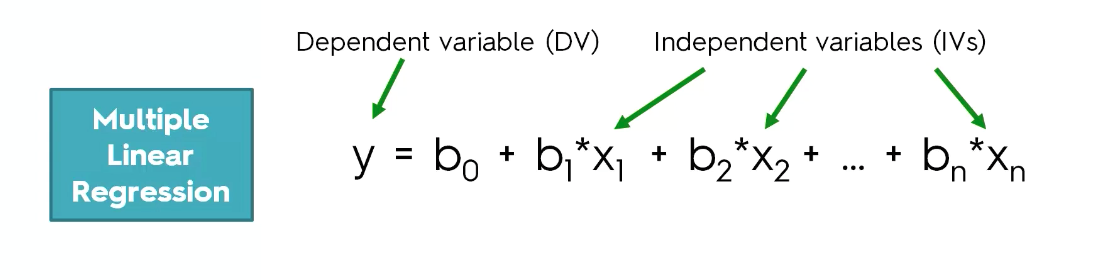 Dependent variable (DV) Independent variables (IVs)
Multiple
Linear
Regression
y = b₀ + b₁*x₁ + b₂*x₂ + ... + bₙ*xₙ